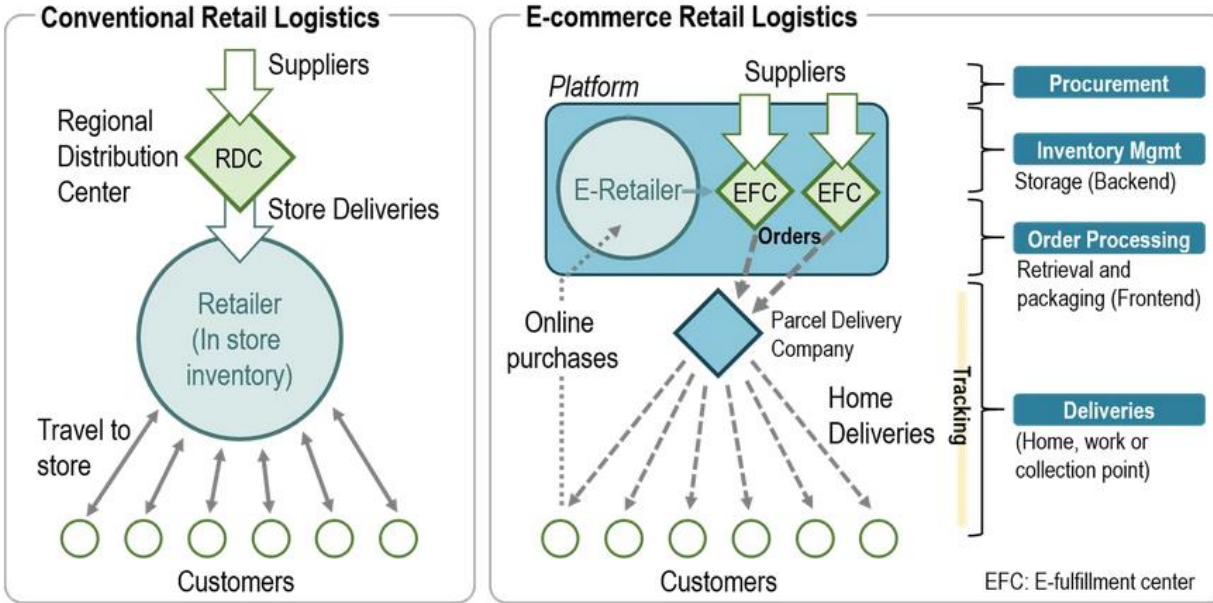 Conventional Retail Logistics
Suppliers
Regional
Distribution
Center
RDC
Store Deliveries
Retailer
(In store
inventory)
Travel to
store
Customers
E-commerce Retail Logistics
Platform
Suppliers
E-Retailer
EFC
EFC
Orders
Online
purchases
Parcel Delivery
Company
Home
Deliveries
Customers
Tracking
Procurement
Inventory Mgmt
Storage (Backend)
Order Processing
Retrieval and
packaging (Frontend)
Deliveries
(Home, work or
collection point)
EFC: E-fulfillment center